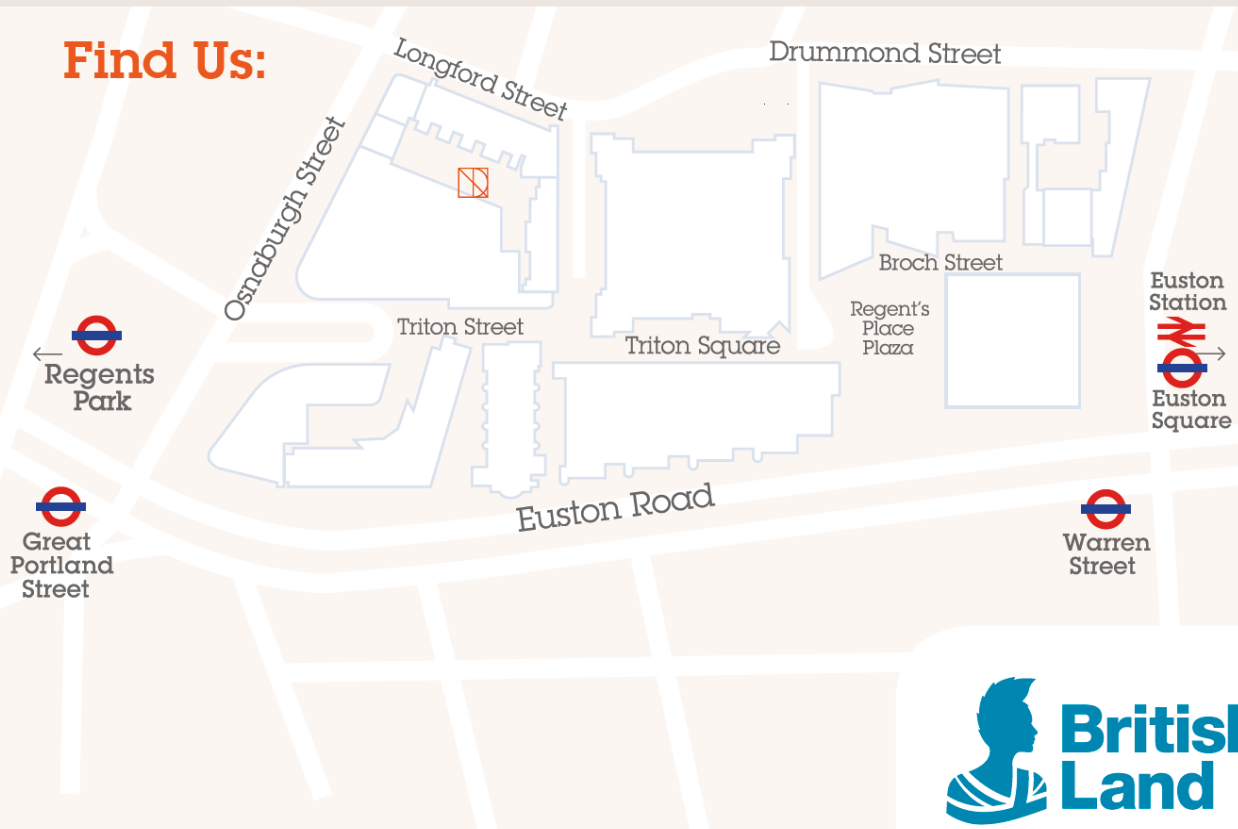 Find Us:
Longford Street
Drummond Street
Osnaburgh Street
Broch Street
Euston
Station
Regent's
Place
Plaza
Triton Street
Triton Square
Regents
Park
Euston
Square
Euston Road
Great
Portland
Street
Warren
Street
British
Land